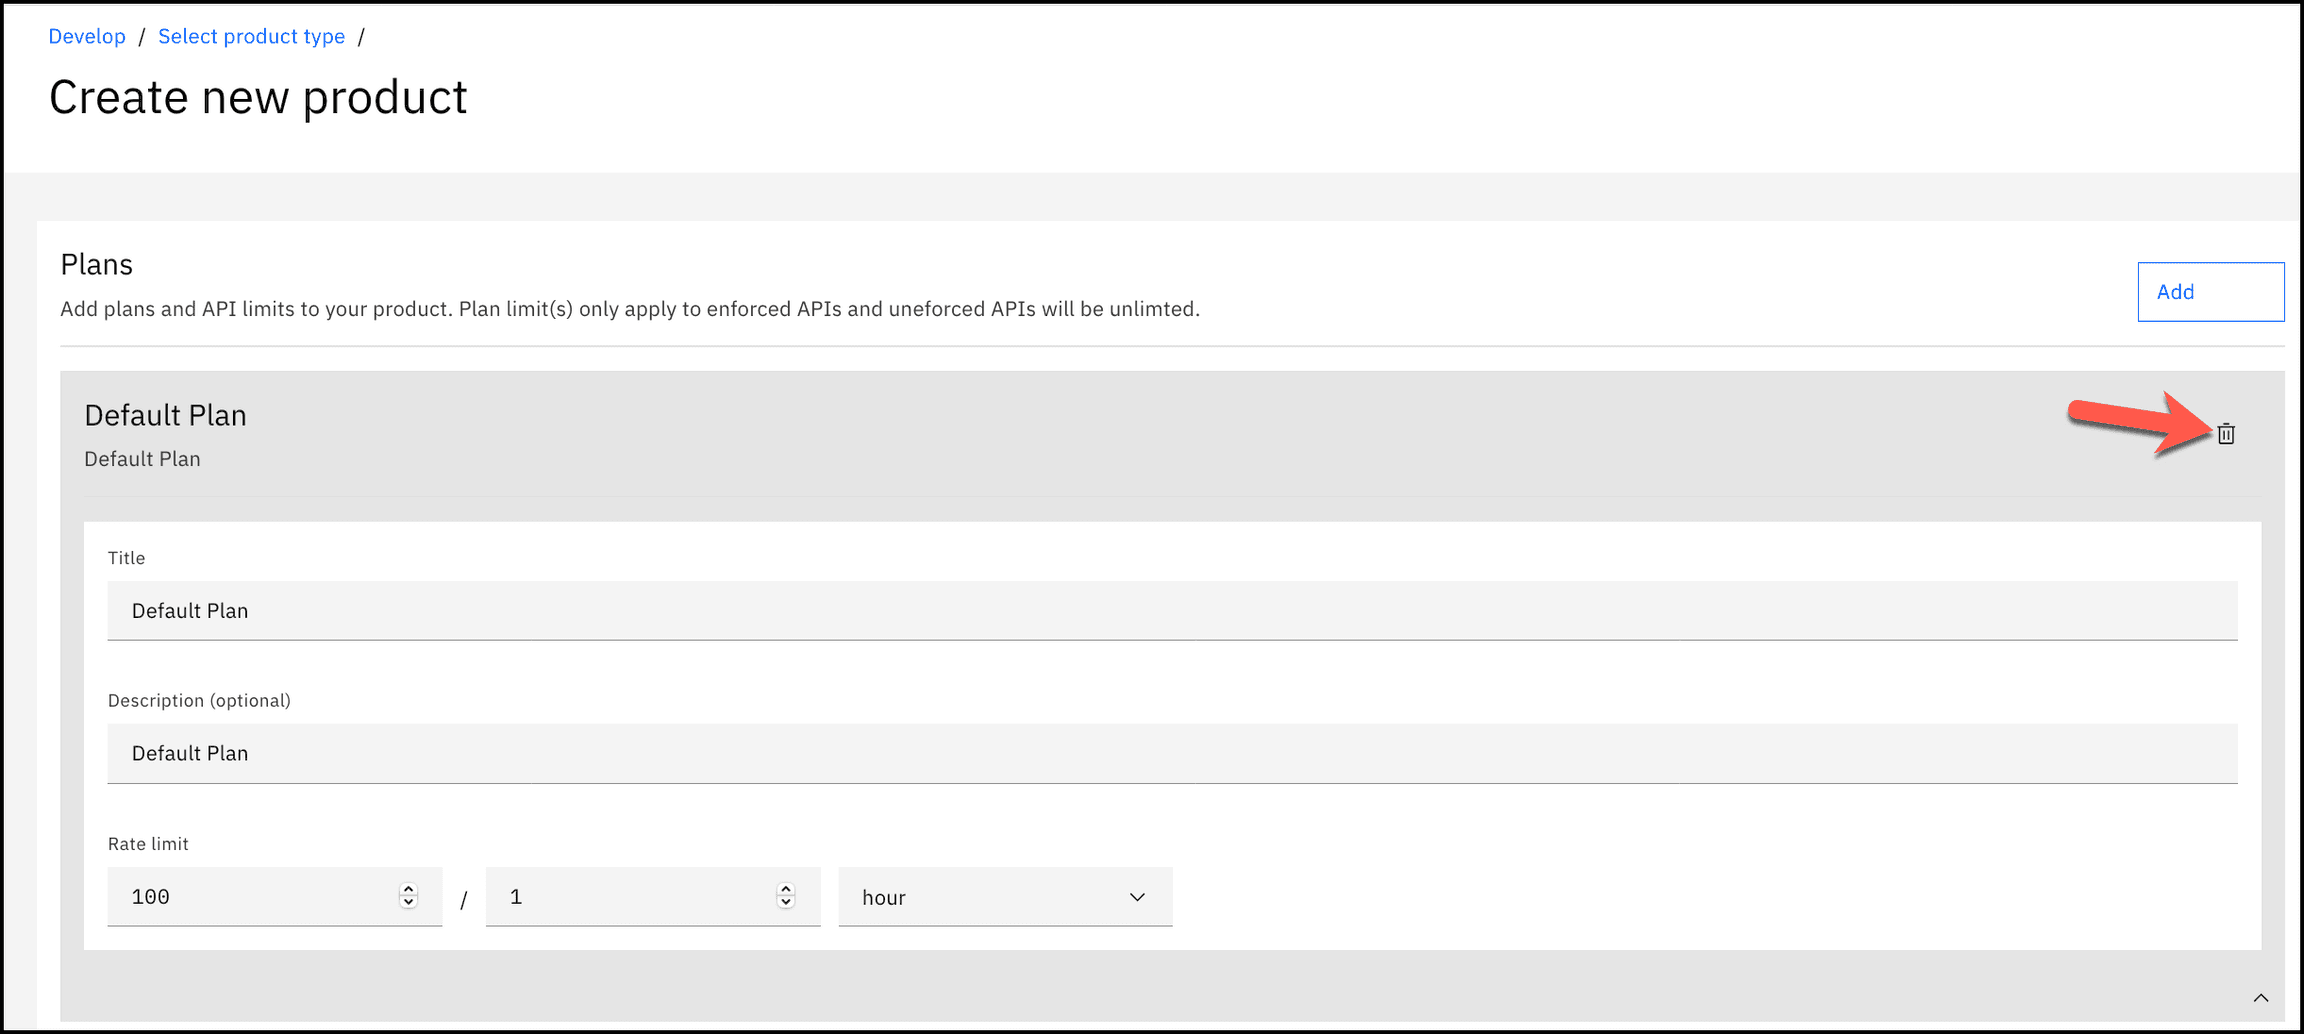 Develop / Select product type /
Create new product
Plans
Add plans and API limits to your product. Plan limit(s) only apply to enforced APIs and uneforced APIs will be unlimted.
Add
Default Plan
Default Plan
Title
Default Plan
Description (optional)
Default Plan
Rate limit
100 / 1 hour